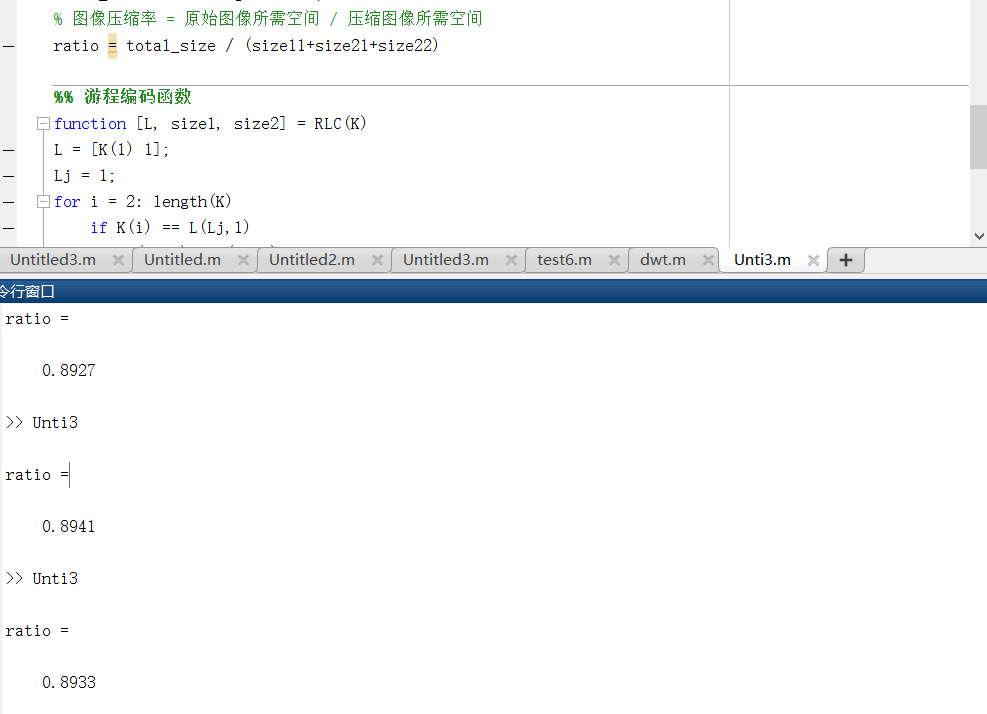 % 图像压缩率 = 原始图像所需空间 / 压缩图像所需空间
ratio = total_size / (size11+size21+size22)
%% 游程编码函数
function [L, size1, size2] = RLC(K)
L = [K(1) 1];
Lj = 1;
for i = 2: length(K)
if K(i) == L(Lj,1)
Untitled3.m Untitled.m Untitled2.m Untitled3.m test6.m dwt.m Unti3.m
令行窗口
ratio =
0.8927
>> Unti3
ratio =
0.8941
>> Unti3
ratio =
0.8933